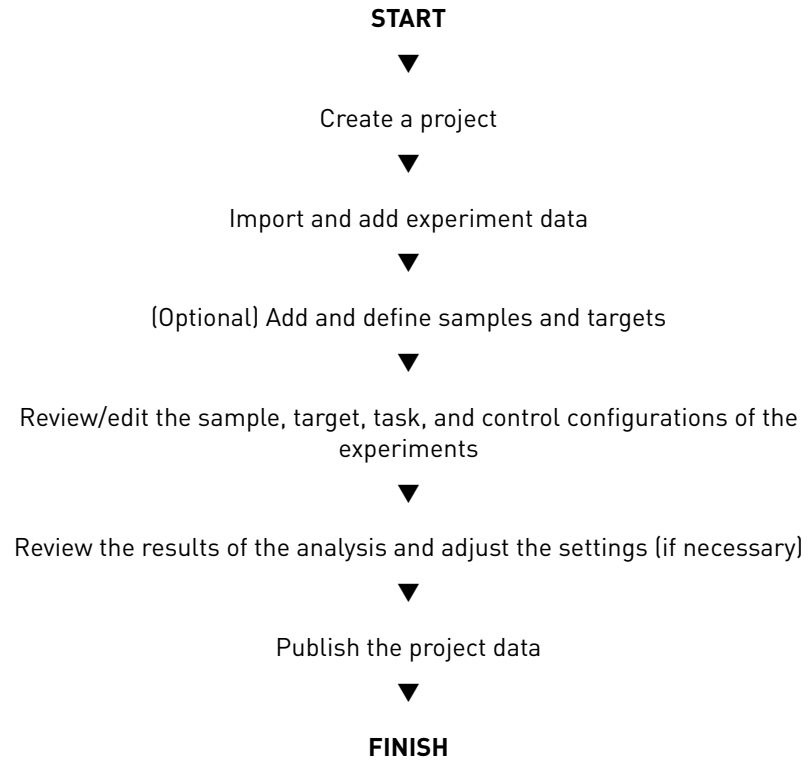 START
Create a project
Import and add experiment data
(Optional) Add and define samples and targets
Review/edit the sample, target, task, and control configurations of the
experiments
Review the results of the analysis and adjust the settings (if necessary)
Publish the project data
FINISH